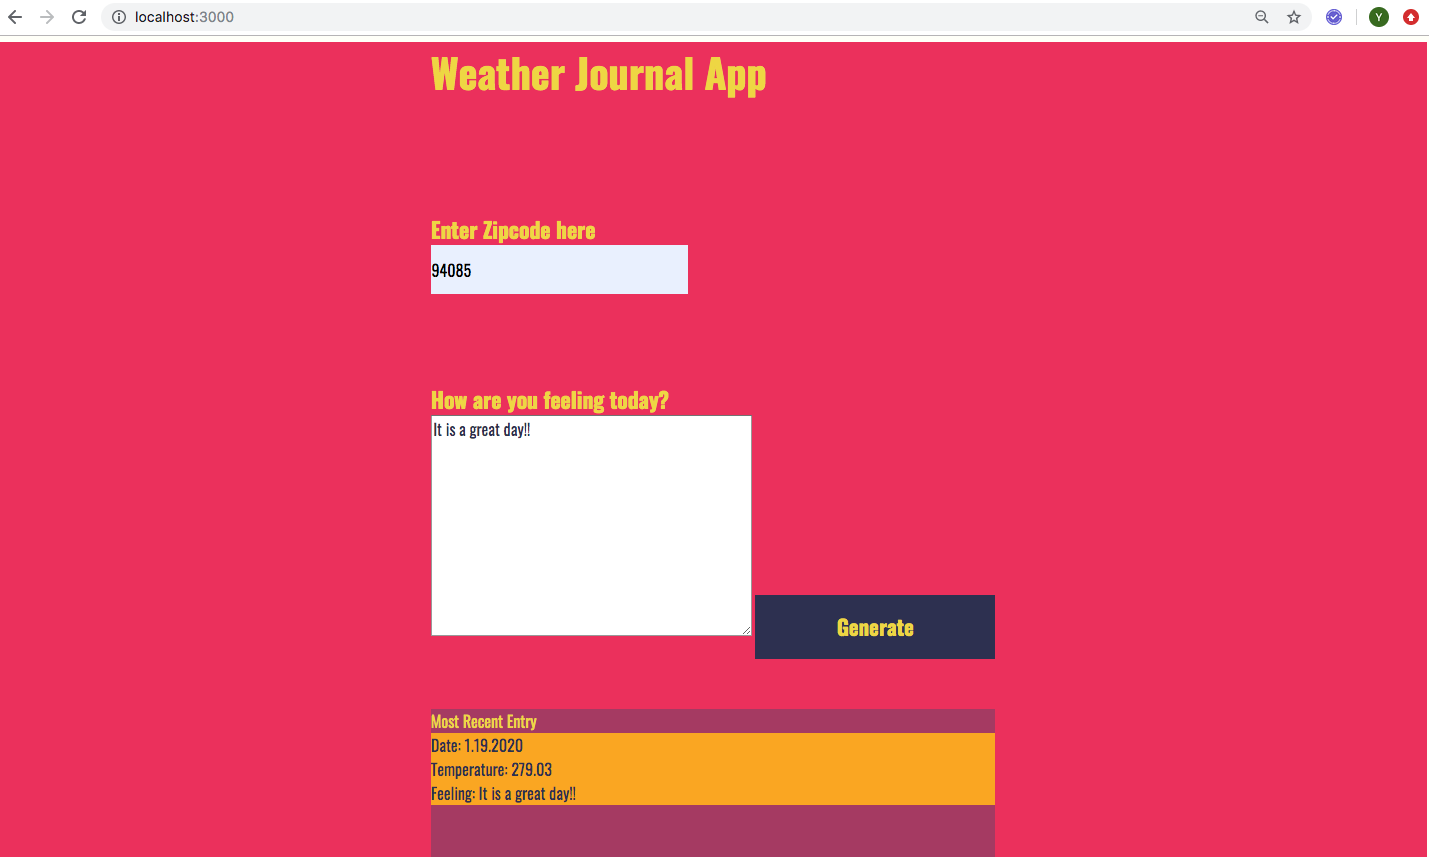 localhost:3000
Y
Weather Journal App
Enter Zipcode here
94085
How are you feeling today?
It is a great day!!
Generate
Most Recent Entry
Date: 1.19.2020
Temperature: 279.03
Feeling: It is a great day!!